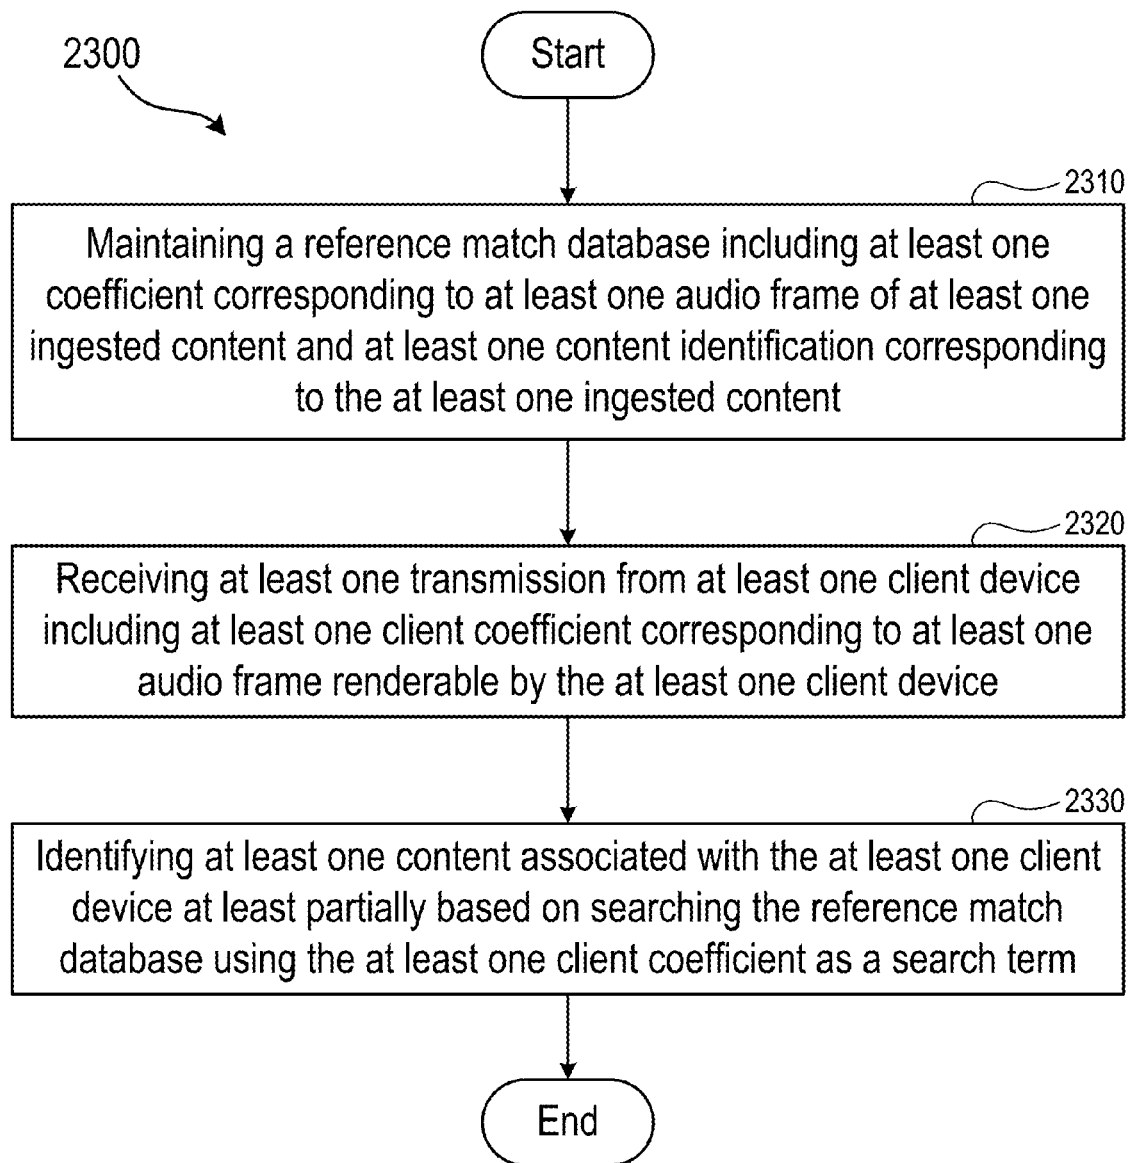 2300
Start
2310
Maintaining a reference match database including at least one
coefficient corresponding to at least one audio frame of at least one
ingested content and at least one content identification corresponding
to the at least one ingested content
2320
Receiving at least one transmission from at least one client device
including at least one client coefficient corresponding to at least one
audio frame renderable by the at least one client device
2330
Identifying at least one content associated with the at least one client
device at least partially based on searching the reference match
database using the at least one client coefficient as a search term
End